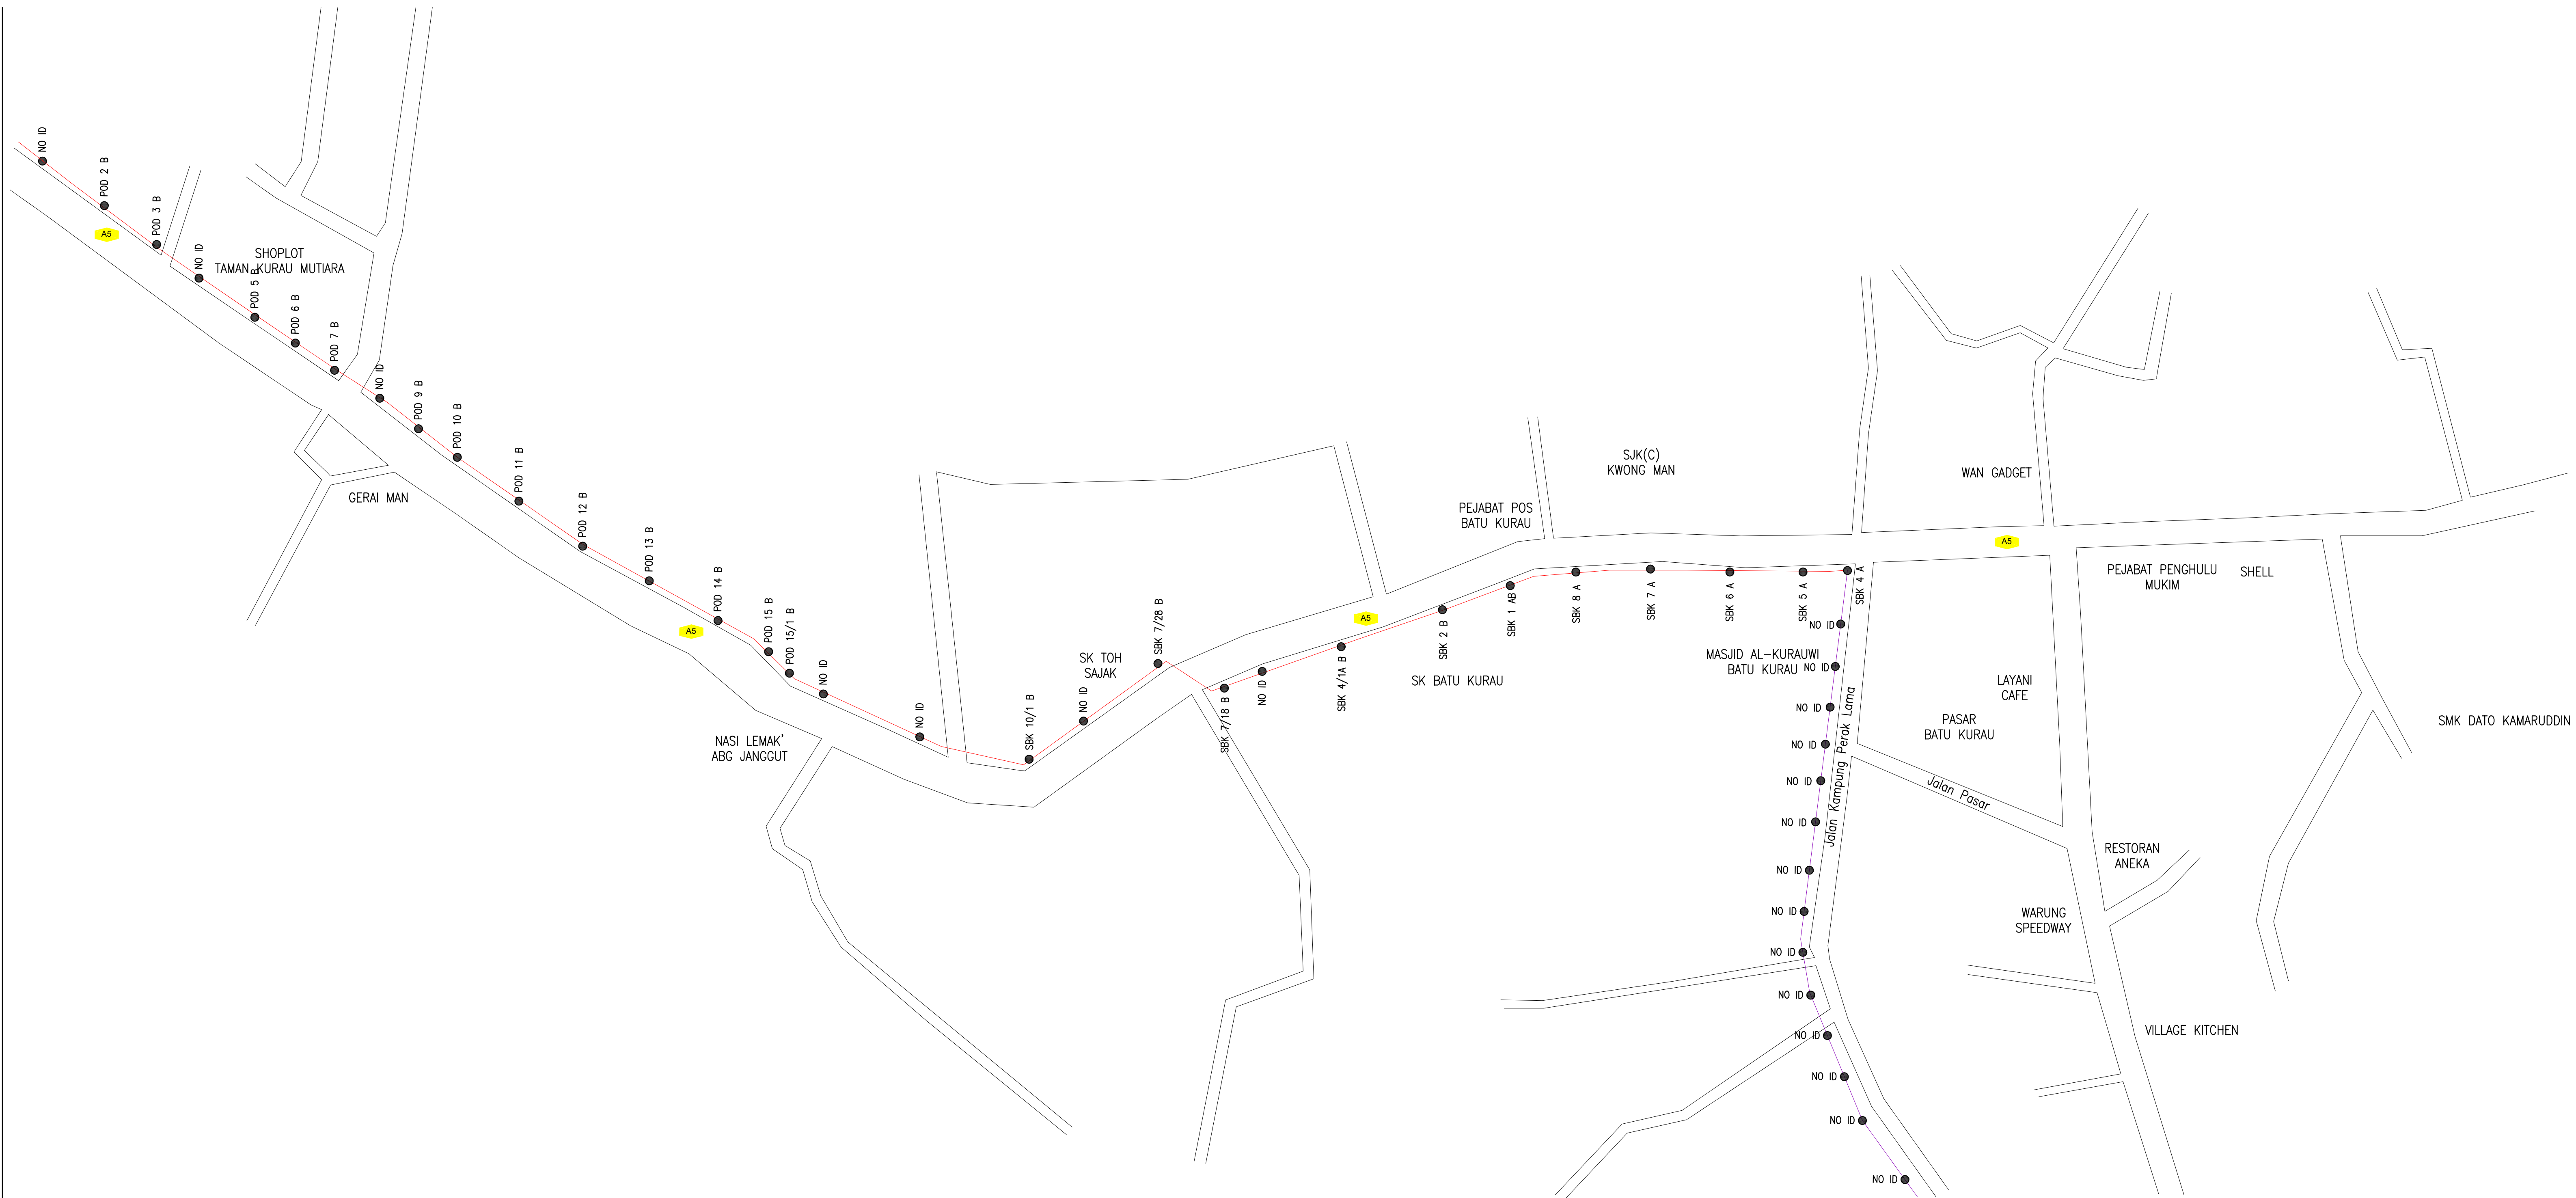 NO ID
POD 2 B
POD 3 B
A5
NO ID
SHOPLOT
TAMAN KURAU MUTIARA
POD 5 B
POD 6 B
POD 7 B
NO ID
POD 9 B
POD 10 B
GERAI MAN
POD 11 B
POD 12 B
POD 13 B
POD 14 B
A5
POD 15 B
POD 15/1 B
NO ID
NASI LEMAK'
ABG JANGGUT
NO ID
SBK 10/1 B
NO ID
SK TOH
SAJAK
SBK 7/28 B
SBK 7/18 B
NO ID
SBK 4/1A B
A5
SBK 2 B
SK BATU KURAU
PEJABAT POS
BATU KURAU
SBK 1 AB
SBK 8 A
SJK(C)
KWONG MAN
SBK 7 A
SBK 6 A
SBK 5 A
SBK 4 A
WAN GADGET
A5
PEJABAT PENGHULU
MUKIM
SHELL
NO ID
MASJID AL-KURAUWI
BATU KURAU
NO ID
LAYANI
CAFE
NO ID
Jalan Kampung Perak Lama
PASAR
BATU KURAU
SMK DATO KAMARUDDIN
NO ID
NO ID
Jalan Pasar
NO ID
RESTORAN
ANEKA
NO ID
NO ID
WARUNG
SPEEDWAY
NO ID
NO ID
NO ID
VILLAGE KITCHEN
NO ID
NO ID
NO ID